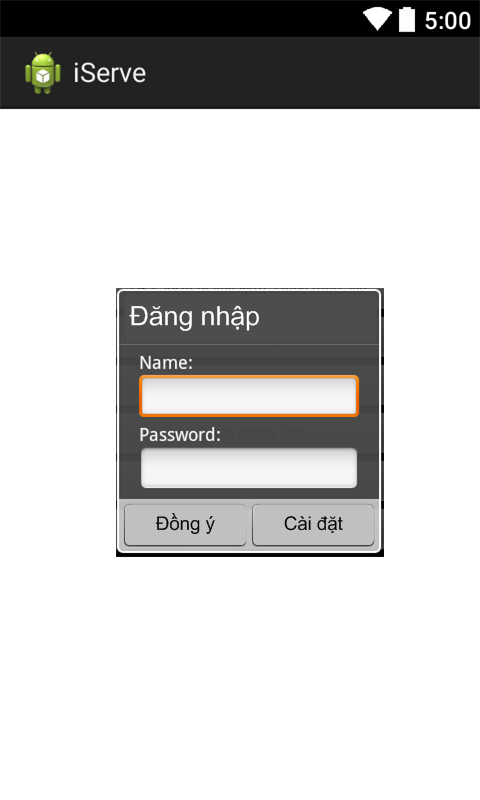 5:00
iServe
Đăng nhập
Name:
Password:
Đồng ý
Cài đặt